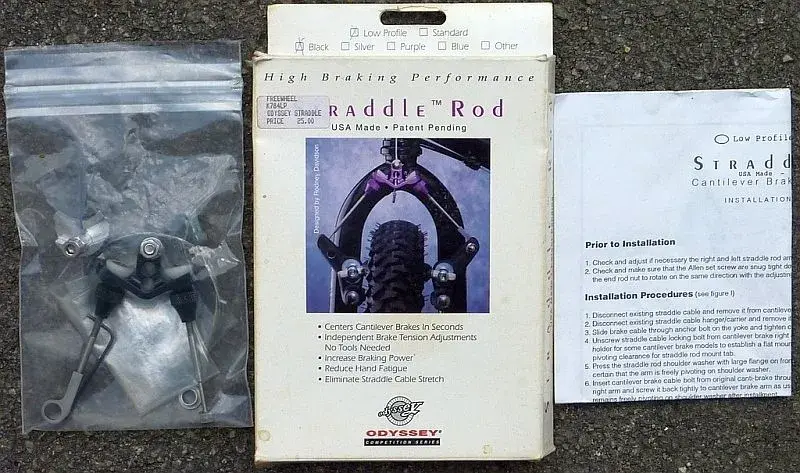 Low Profile Standard
Black Silver Purple Blue Other
High Braking Performance
FREEWHEEL
K784LP
ODYSSEY STRADDLE
PRICE 25.00
RADDLE™ ROD
USA Made • Patent Pending
Designed by Rodney Davidson
• Centers Cantilever Brakes In Seconds
• Independent Brake Tension Adjustments
No Tools Needed
• Increase Braking Power
• Reduce Hand Fatigue
• Eliminate Straddle Cable Stretch
ODYSSEY
ODYSSEY
COMPETITION SERIES
Low Profile
STRADD
USA Made -
Cantilever Brak
INSTALLATION
Prior to Installation
1. Check and adjust if necessary the right and left straddle rod arm
2. Check and make sure that the Allen set screw are snug tight do
the end rod nut to rotate on the same direction with the adjustin
Installation Procedures (see figure I)
1. Disconnect existing straddle cable and remove it from cantilev
2. Disconnect existing straddle cable hanger/carrier and remove i
3. Slide brake cable through anchor bolt on the yoke and tighten c
4. Unscrew straddle cable locking bolt from cantilever brake right
holder for some cantilever brake models to establish a flat moun
pivoting clearance for straddle rod mount tab.
5. Press the straddle rod shoulder washer with large flange on fron
certain that the arm is freely pivoting on shoulder washer.
6. Insert cantilever brake cable bolt from original canti-brake throu
right arm and screw it back tightly to cantilever brake arm as us
remains freely pivoting on shoulder washer after installment